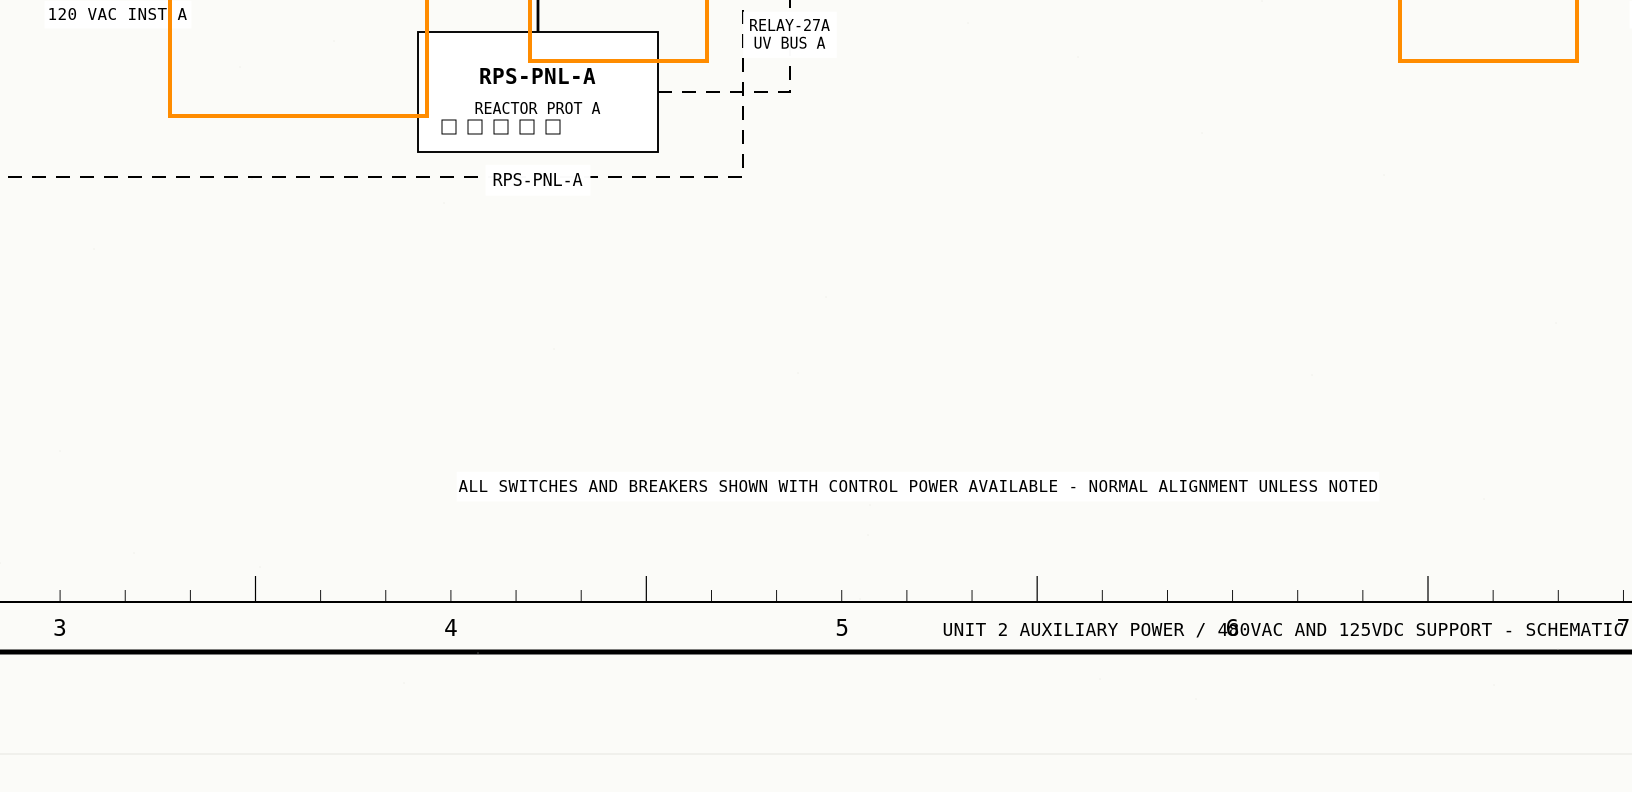 120 VAC INST A
RELAY-27A
UV BUS A
RPS-PNL-A
REACTOR PROT A
RPS-PNL-A
ALL SWITCHES AND BREAKERS SHOWN WITH CONTROL POWER AVAILABLE - NORMAL ALIGNMENT UNLESS NOTED
3
4
5
6
7
UNIT 2 AUXILIARY POWER / 480VAC AND 125VDC SUPPORT - SCHEMATIC